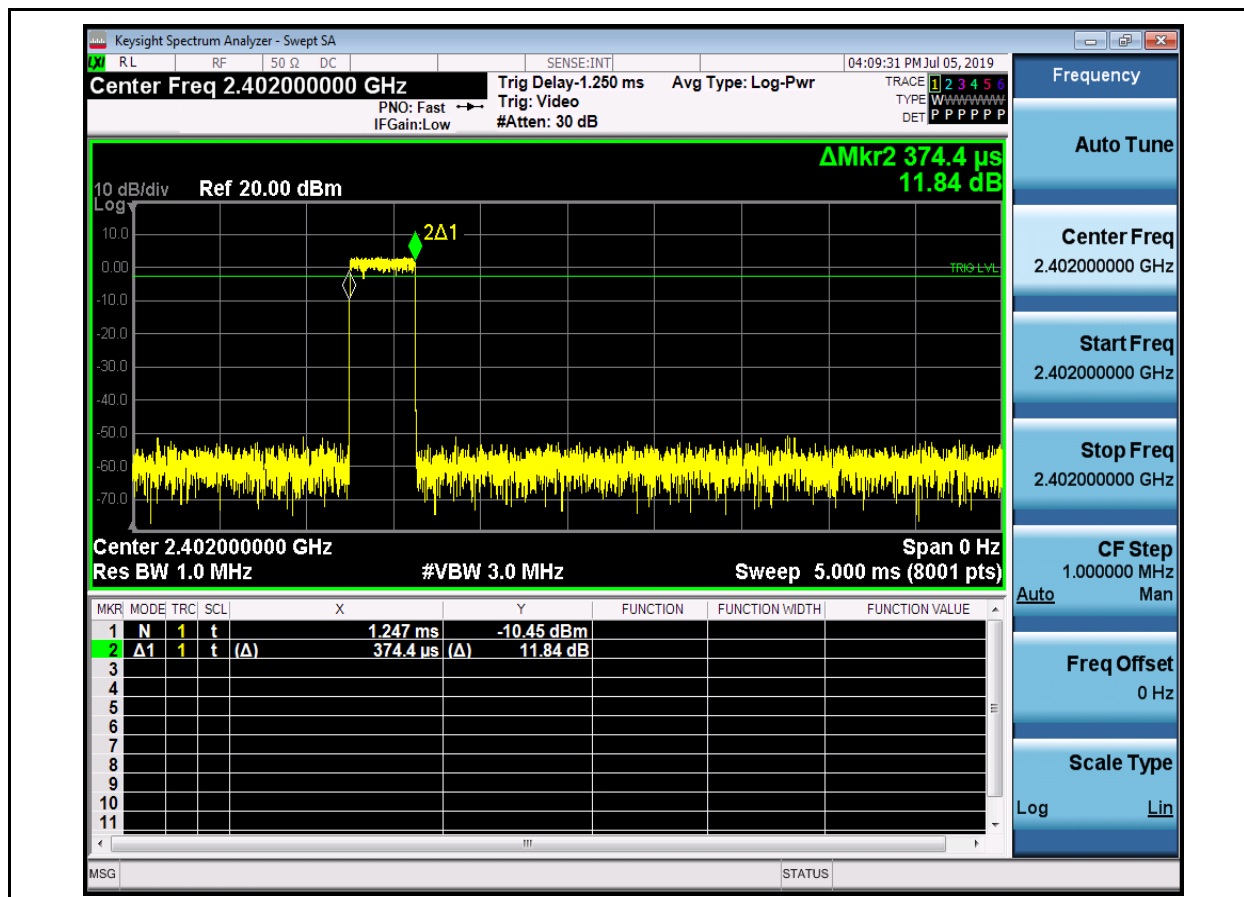 Keysight Spectrum Analyzer - Swept SA
LXI RL RF 50 Ω DC SENSE:INT 04:09:31 PM Jul 05, 2019
Center Freq 2.402000000 GHz Trig Delay-1.250 ms Avg Type: Log-Pwr TRACE 1 2 3 4 5 6
PNO: Fast Trig: Video TYPE WWWWWW
IFGain:Low #Atten: 30 dB DET P P P P P P
ΔMkr2 374.4 µs
11.84 dB
10 dB/div Ref 20.00 dBm
Log
10.0
2Δ1
0.00
TRIG LVL
-10.0
-20.0
-30.0
-40.0
-50.0
-60.0
-70.0
Center 2.402000000 GHz Span 0 Hz
Res BW 1.0 MHz #VBW 3.0 MHz Sweep 5.000 ms (8001 pts)
MKR MODE TRC SCL X Y FUNCTION FUNCTION WIDTH FUNCTION VALUE
1 N 1 t 1.247 ms -10.45 dBm
2 Δ1 1 t (Δ) 374.4 µs (Δ) 11.84 dB
3
4
5
6
7
8
9
10
11
MSG STATUS
Frequency
Auto Tune
Center Freq
2.402000000 GHz
Start Freq
2.402000000 GHz
Stop Freq
2.402000000 GHz
CF Step
1.000000 MHz
Auto Man
Freq Offset
0 Hz
Scale Type
Log Lin